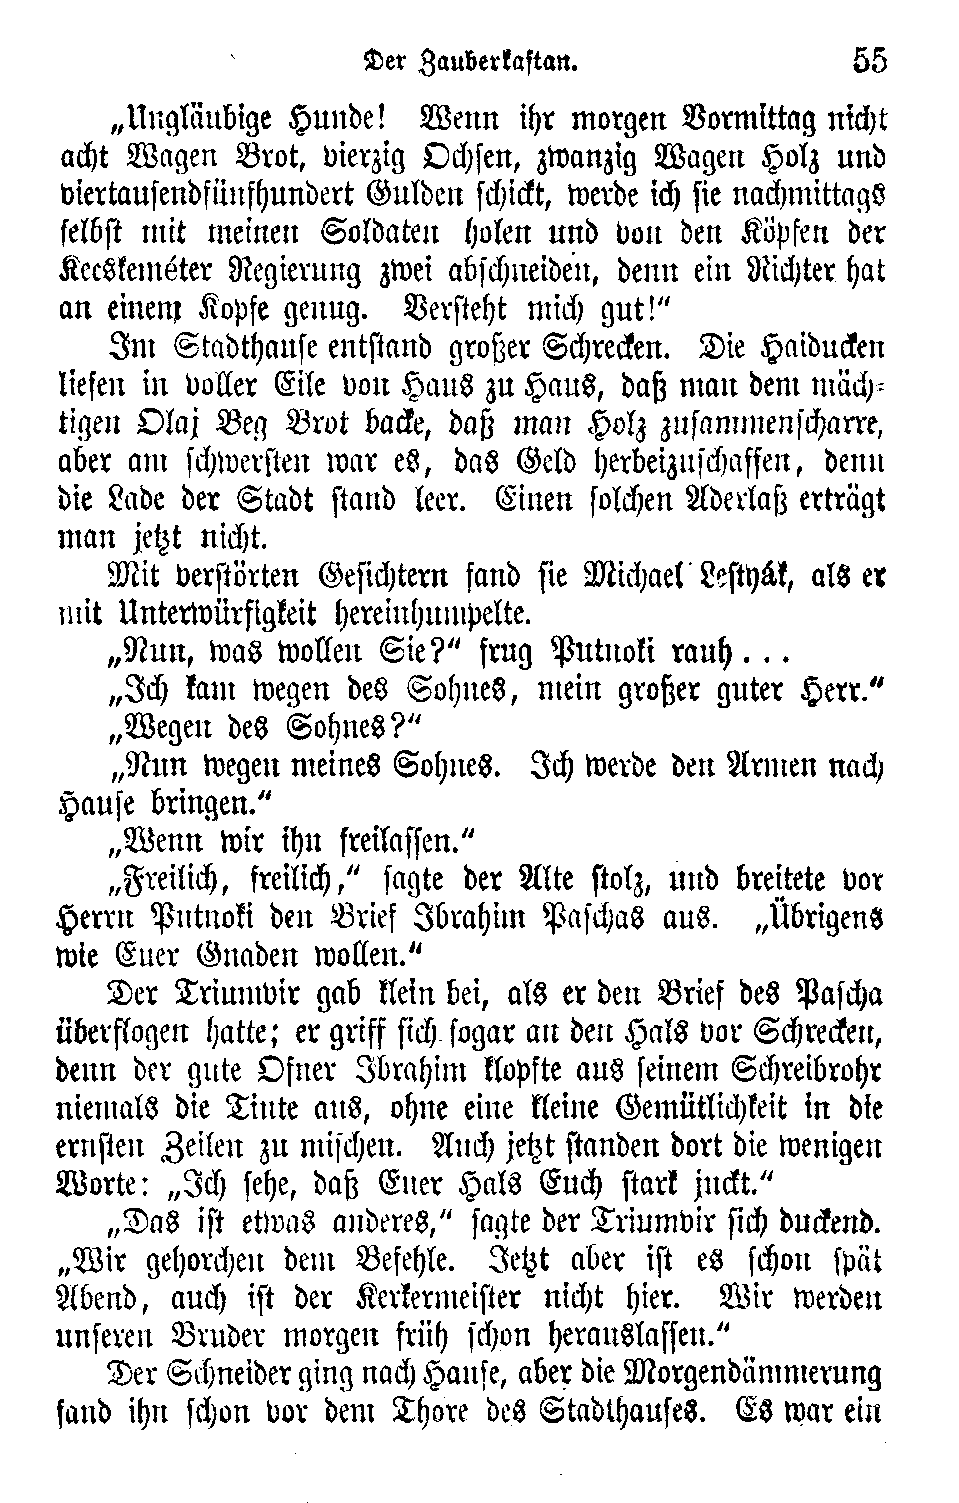 Der Zauberkaftan. 55
„Ungläubige Hunde! Wenn ihr morgen Vormittag nicht
acht Wagen Brot, vierzig Ochsen, zwanzig Wagen Holz und
viertausendfünfhundert Gulden schickt, werde ich sie nachmittags
selbst mit meinen Soldaten holen und von den Köpfen der
Kecskeméter Regierung zwei abschneiden, denn ein Richter hat
an einem Kopfe genug. Versteht mich gut!“
Im Stadthause entstand großer Schrecken. Die Haiducken
liefen in voller Eile von Haus zu Haus, daß man dem mäch-
tigen Olaj Beg Brot backe, daß man Holz zusammenscharre,
aber am schwersten war es, das Geld herbeizuschaffen, denn
die Lade der Stadt stand leer. Einen solchen Aderlaß erträgt
man jetzt nicht.
Mit verstörten Gesichtern fand sie Michael Lestyák, als er
mit Unterwürfigkeit hereinhumpelte.
„Nun, was wollen Sie?“ frug Putnoki rauh . . .
„Ich kam wegen des Sohnes, mein großer guter Herr.“
„Wegen des Sohnes?“
„Nun wegen meines Sohnes. Ich werde den Armen nach
Hause bringen.“
„Wenn wir ihn freilassen.“
„Freilich, freilich,“ sagte der Alte stolz, und breitete vor
Herrn Putnoki den Brief Ibrahim Paschas aus. „Übrigens
wie Euer Gnaden wollen.“
Der Triumvir gab klein bei, als er den Brief des Pascha
überflogen hatte; er griff sich sogar an den Hals vor Schrecken,
denn der gute Ofner Ibrahim klopfte aus seinem Schreibrohr
niemals die Tinte aus, ohne eine kleine Gemütlichkeit in die
ernsten Zeilen zu mischen. Auch jetzt standen dort die wenigen
Worte: „Ich sehe, daß Euer Hals Euch stark juckt.“
„Das ist etwas anderes,“ sagte der Triumvir sich duckend.
„Wir gehorchen dem Befehle. Jetzt aber ist es schon spät
Abend, auch ist der Kerkermeister nicht hier. Wir werden
unseren Bruder morgen früh schon herauslassen.“
Der Schneider ging nach Hause, aber die Morgendämmerung
fand ihn schon vor dem Thore des Stadthauses. Es war ein